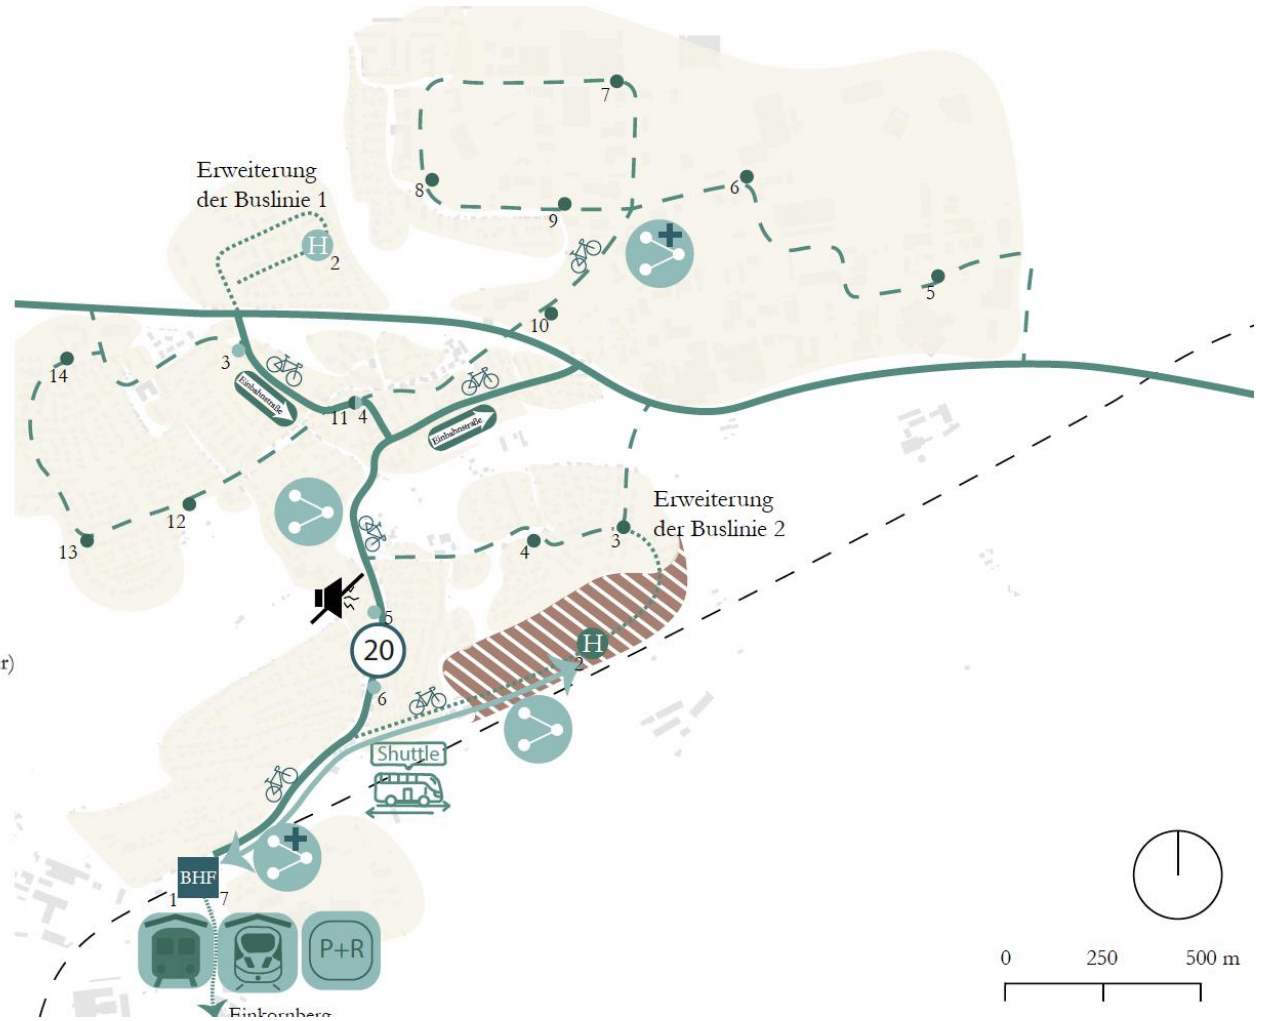 7
Erweiterung
der Buslinie 1
8
6
9
H
2
5
10
3
14
Einbahnstraße
11 4
Einbahnstraße
Erweiterung
der Buslinie 2
12
3
4
13
5
er)
20
H
2
6
Shuttle
BHF
1 7
P+R
0 250 500 m
Einkornberg